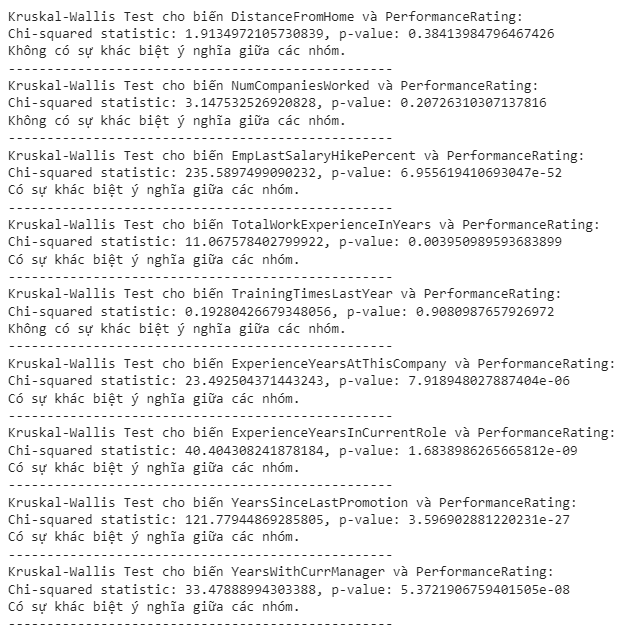 Kruskal-Wallis Test cho biến DistanceFromHome và PerformanceRating:
Chi-squared statistic: 1.9134972105730839, p-value: 0.38413984796467426
Không có sự khác biệt ý nghĩa giữa các nhóm.
--------------------------------------------------
Kruskal-Wallis Test cho biến NumCompaniesWorked và PerformanceRating:
Chi-squared statistic: 3.147532526920828, p-value: 0.20726310307137816
Không có sự khác biệt ý nghĩa giữa các nhóm.
--------------------------------------------------
Kruskal-Wallis Test cho biến EmpLastSalaryHikePercent và PerformanceRating:
Chi-squared statistic: 235.5897499090232, p-value: 6.955619410693047e-52
Có sự khác biệt ý nghĩa giữa các nhóm.
--------------------------------------------------
Kruskal-Wallis Test cho biến TotalWorkExperienceInYears và PerformanceRating:
Chi-squared statistic: 11.067578402799922, p-value: 0.003950989593683899
Có sự khác biệt ý nghĩa giữa các nhóm.
--------------------------------------------------
Kruskal-Wallis Test cho biến TrainingTimesLastYear và PerformanceRating:
Chi-squared statistic: 0.19280426679348056, p-value: 0.9080987657926972
Không có sự khác biệt ý nghĩa giữa các nhóm.
--------------------------------------------------
Kruskal-Wallis Test cho biến ExperienceYearsAtThisCompany và PerformanceRating:
Chi-squared statistic: 23.492504371443243, p-value: 7.918948027887404e-06
Có sự khác biệt ý nghĩa giữa các nhóm.
--------------------------------------------------
Kruskal-Wallis Test cho biến ExperienceYearsInCurrentRole và PerformanceRating:
Chi-squared statistic: 40.404308241878184, p-value: 1.6838986265665812e-09
Có sự khác biệt ý nghĩa giữa các nhóm.
--------------------------------------------------
Kruskal-Wallis Test cho biến YearsSinceLastPromotion và PerformanceRating:
Chi-squared statistic: 121.77944869285805, p-value: 3.596902881220231e-27
Có sự khác biệt ý nghĩa giữa các nhóm.
--------------------------------------------------
Kruskal-Wallis Test cho biến YearsWithCurrManager và PerformanceRating:
Chi-squared statistic: 33.47888994303388, p-value: 5.3721906759401505e-08
Có sự khác biệt ý nghĩa giữa các nhóm.
--------------------------------------------------